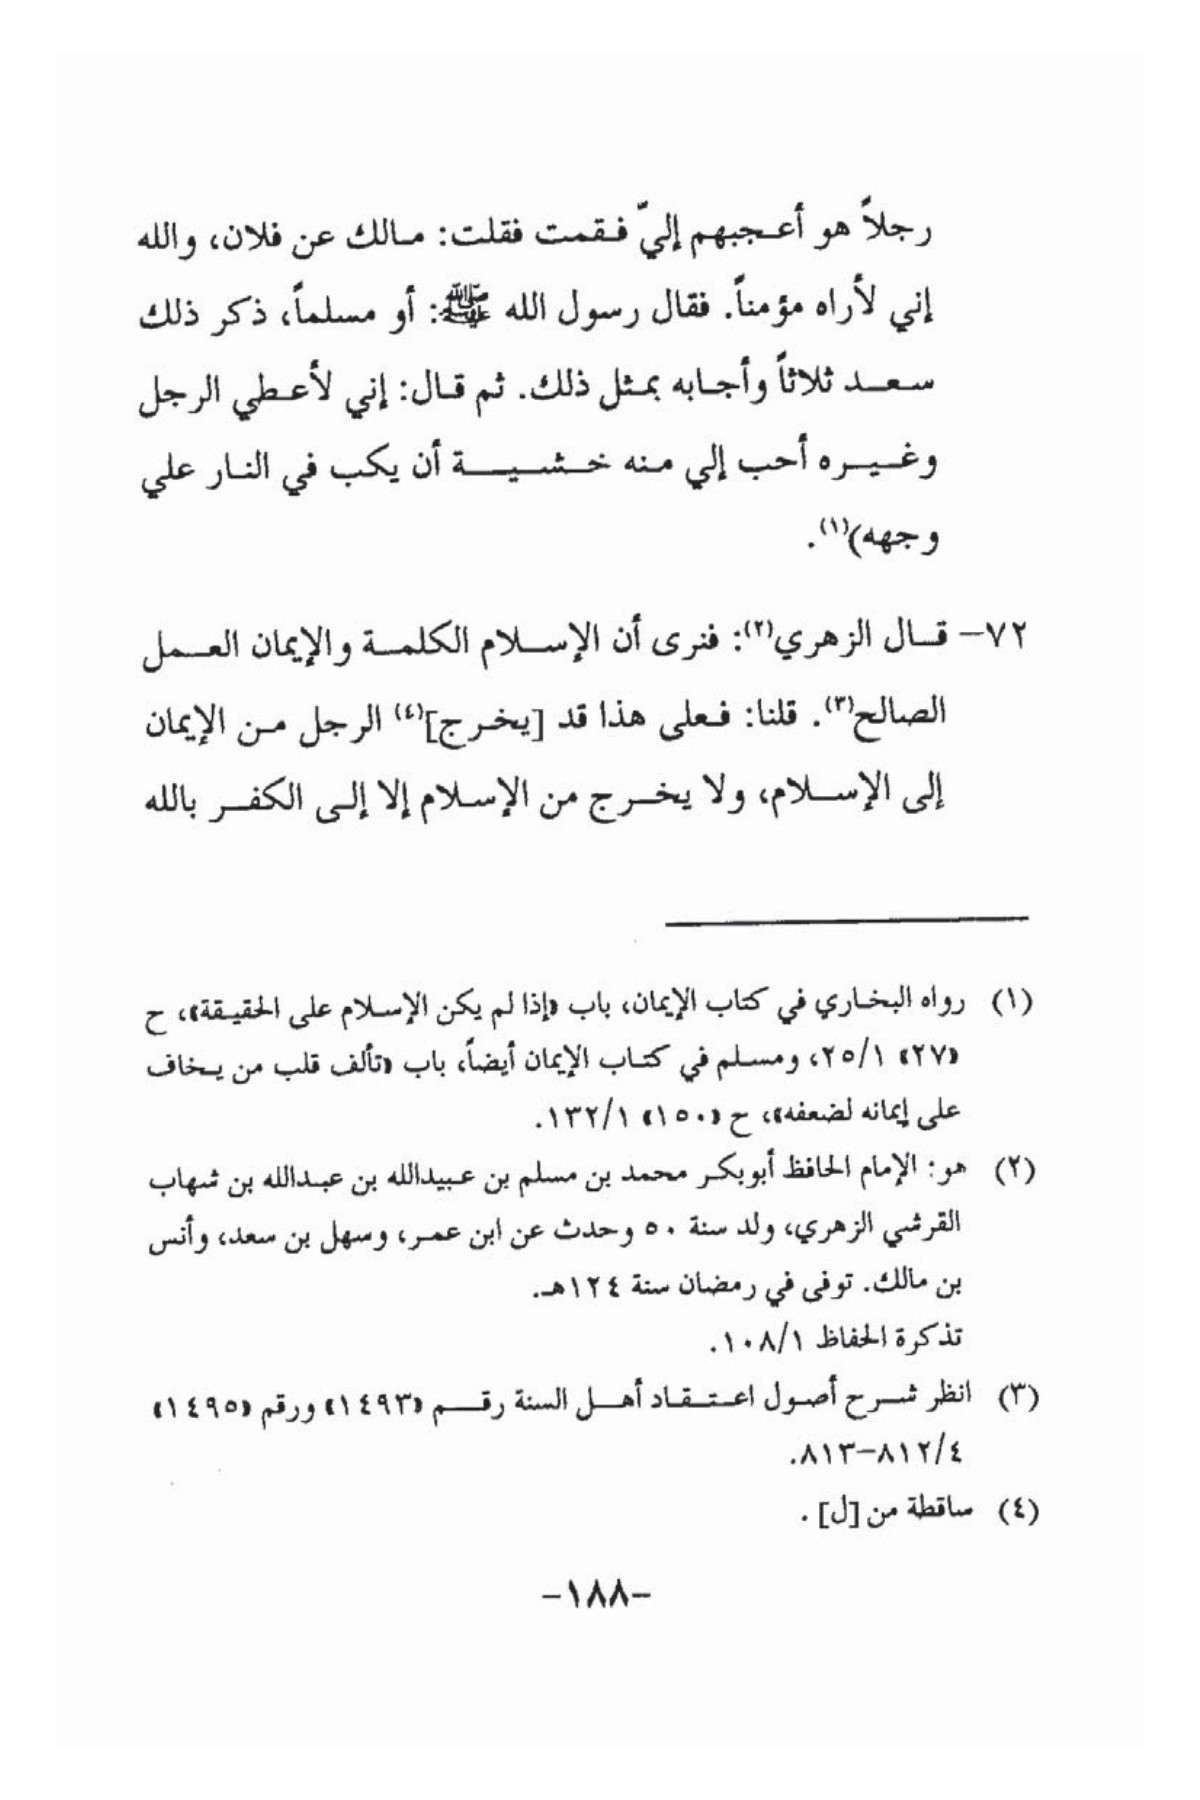 رجلاً هو أعجبهم إليّ فقمت فقلت: مالك عن فلان، والله
إني لأراه مؤمناً. فقال رسول الله ﷺ: أو مسلماً، ذكر ذلك
سعد ثلاثاً وأجابه بمثل ذلك. ثم قال: إني لأعطي الرجل
وغيره أحب إلي منه خشية أن يكب في النار علي
وجهه)(١).
٧٢- قال الزهري(٢): فنرى أن الإسلام الكلمة والإيمان العمل
الصالح(٣). قلنا: فعلى هذا قد [يخرج](٤) الرجل من الإيمان
إلى الإسلام، ولا يخرج من الإسلام إلا إلى الكفر بالله
(١) رواه البخاري في كتاب الإيمان، باب «إذا لم يكن الإسلام على الحقيقة»، ح
«٢٧» ٢٥/١، ومسلم في كتاب الإيمان أيضاً، باب «تألف قلب من يخاف
على إيمانه لضعفه»، ح «١٥٠» ١٣٢/١.
(٢) هو: الإمام الحافظ أبوبكر محمد بن مسلم بن عبيدالله بن عبدالله بن شهاب
القرشي الزهري، ولد سنة ٥٠ وحدث عن ابن عمر، وسهل بن سعد، وأنس
بن مالك. توفى في رمضان سنة ١٢٤هـ.
تذكرة الحفاظ ١٠٨/١.
(٣) انظر شرح أصول اعتقاد أهل السنة رقم «١٤٩٣» ورقم «١٤٩٥»
٨١٢/٤-٨١٣.
(٤) ساقطة من [ل].
-١٨٨-